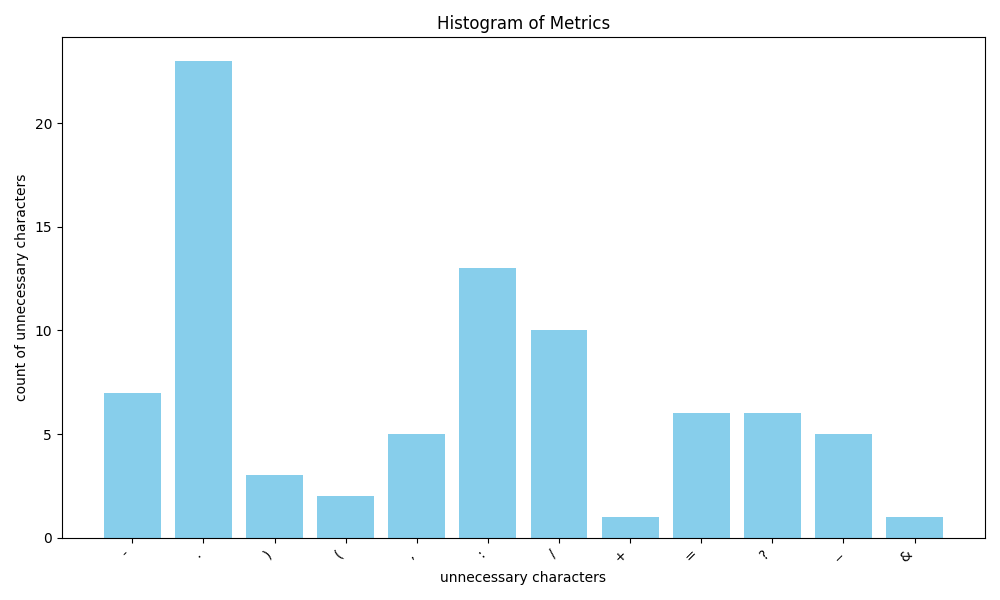 Histogram of Metrics
count of unnecessary characters
20
15
10
5
0
- . ) ( , : / + = ? _ &
unnecessary characters